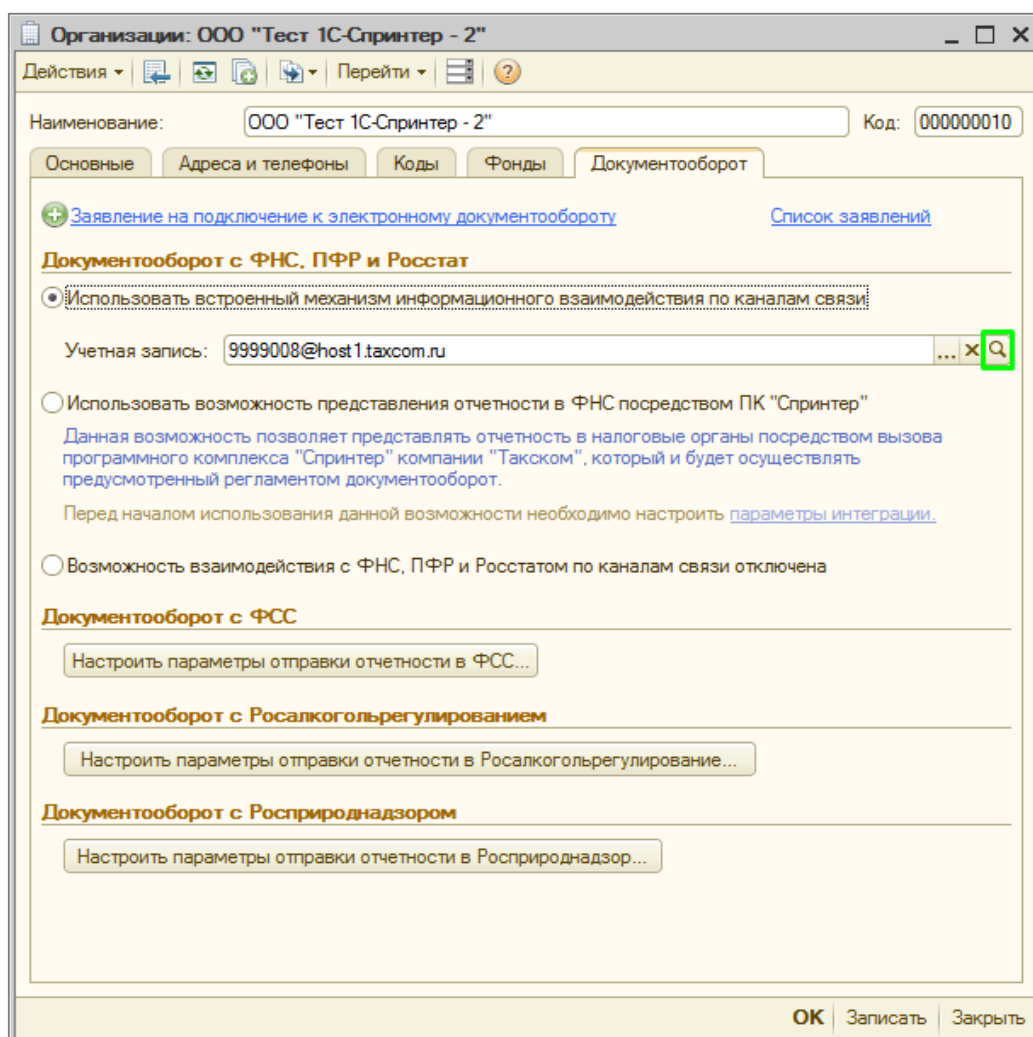 Организации: ООО "Тест 1С-Спринтер - 2"
Действия Перейти
Наименование: ООО "Тест 1С-Спринтер - 2" Код: 000000010
Основные Адреса и телефоны Коды Фонды Документооборот
Заявление на подключение к электронному документообороту Список заявлений
Документооборот с ФНС, ПФР и Росстат
Использовать встроенный механизм информационного взаимодействия по каналам связи
Учетная запись: 9999008@host1.taxcom.ru ...
Использовать возможность представления отчетности в ФНС посредством ПК "Спринтер"
Данная возможность позволяет представлять отчетность в налоговые органы посредством вызова
программного комплекса "Спринтер" компании "Такском", который и будет осуществлять
предусмотренный регламентом документооборот.
Перед началом использования данной возможности необходимо настроить параметры интеграции.
Возможность взаимодействия с ФНС, ПФР и Росстатом по каналам связи отключена
Документооборот с ФСС
Настроить параметры отправки отчетности в ФСС...
Документооборот с Росалкогольрегулированием
Настроить параметры отправки отчетности в Росалкогольрегулирование...
Документооборот с Росприроднадзором
Настроить параметры отправки отчетности в Росприроднадзор...
OK Записать Закрыть